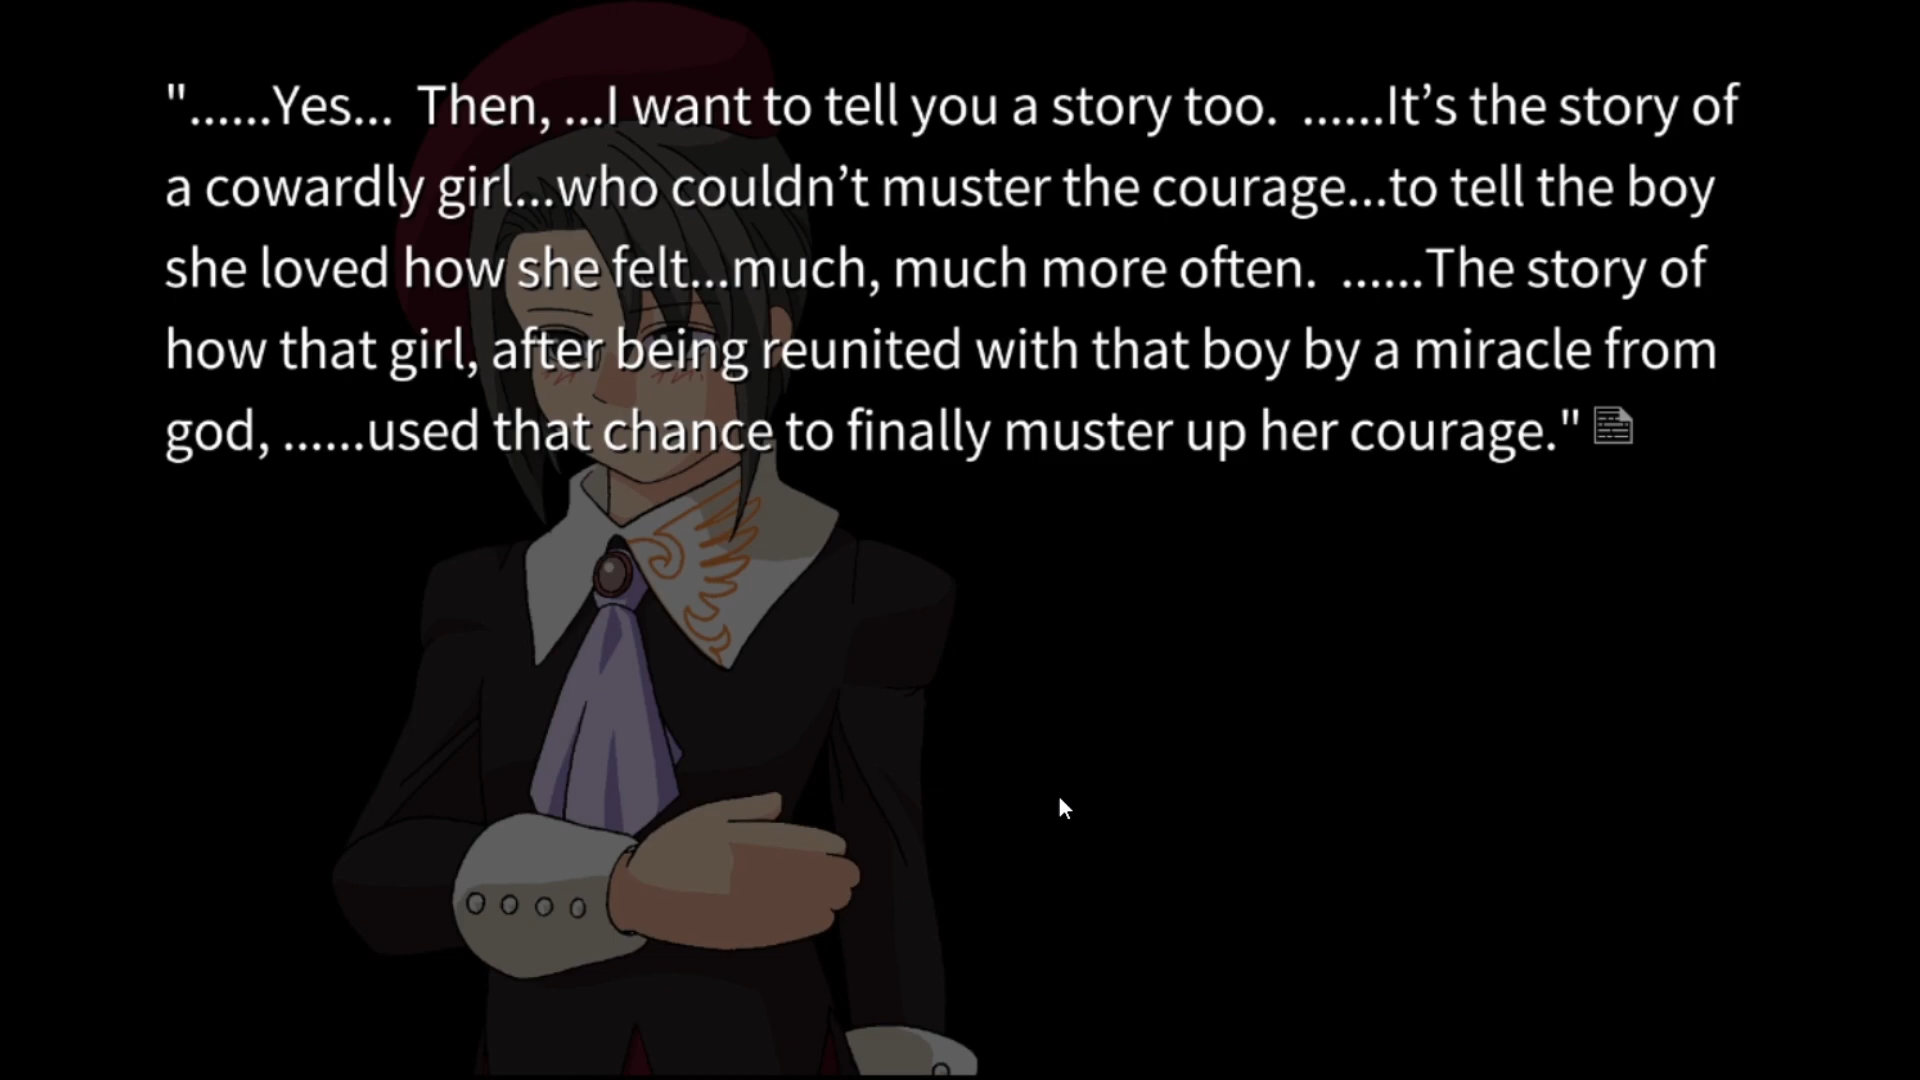 "......Yes...  Then, ...I want to tell you a story too.  ......It’s the story of
a cowardly girl...who couldn’t muster the courage...to tell the boy
she loved how she felt...much, much more often.  ......The story of
how that girl, after being reunited with that boy by a miracle from
god, ......used that chance to finally muster up her courage."